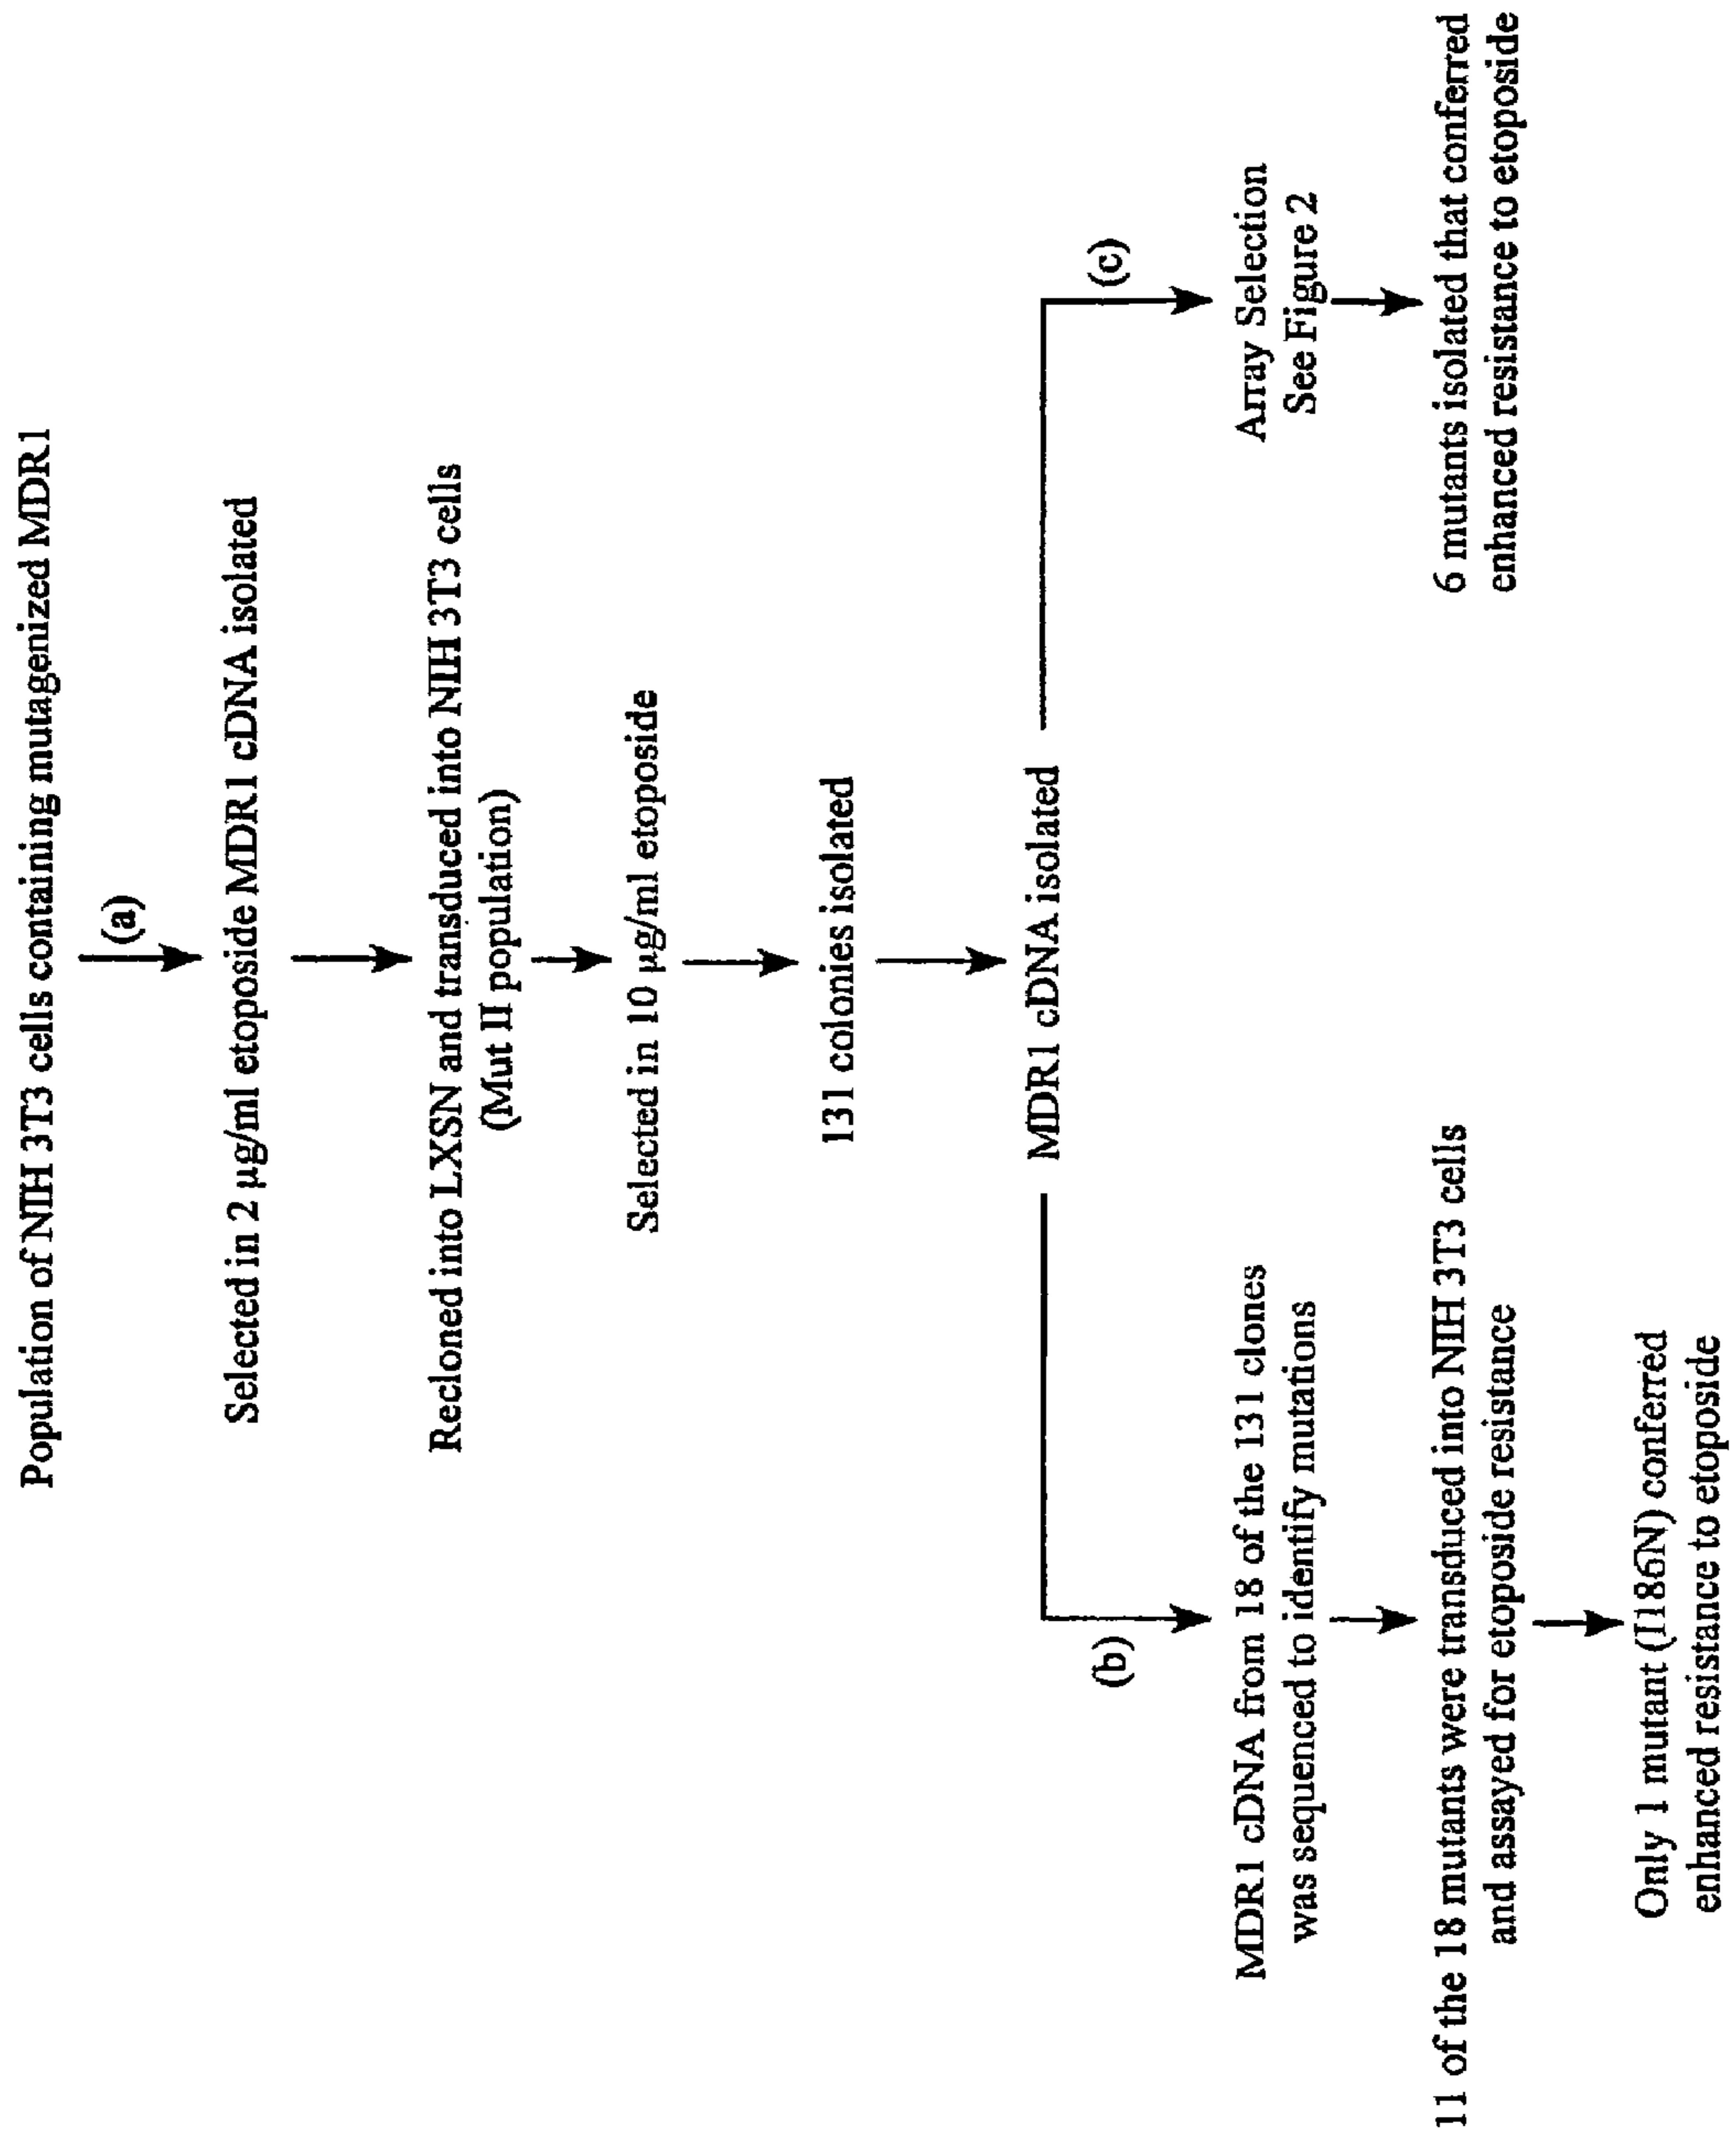 Population of NIH 3T3 cells containing mutagenized MDR1
(a)
Selected in 2 µg/ml etoposide MDR1 cDNA isolated
Recloned into LXSN and transduced into NIH 3T3 cells
(Mut II population)
Selected in 10 µg/ml etoposide
131 colonies isolated
MDR1 cDNA isolated
(b)
MDR1 cDNA from 18 of the 131 clones
was sequenced to identify mutations
11 of the 18 mutants were transduced into NIH 3T3 cells
and assayed for etoposide resistance
Only 1 mutant (I186N) conferred
enhanced resistance to etoposide
(c)
Array Selection
See Figure 2
6 mutants isolated that conferred
enhanced resistance to etoposide